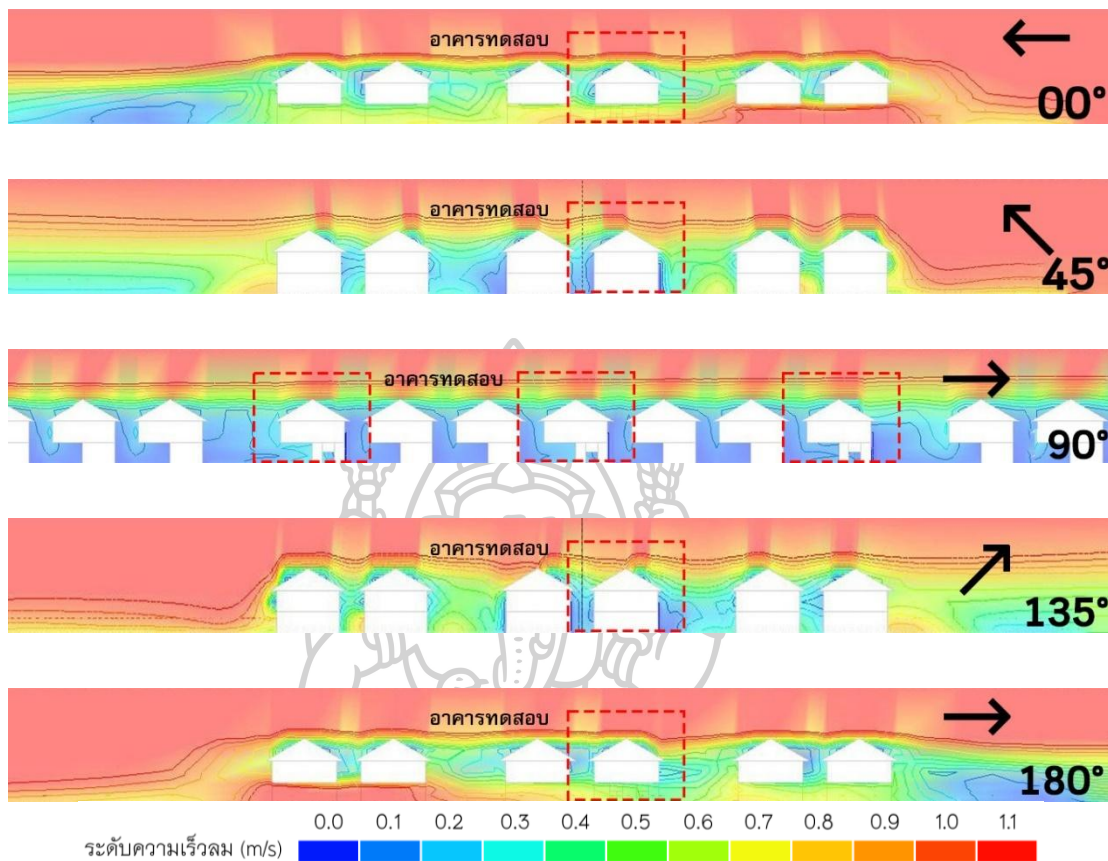 อาคารทดสอบ
00°
อาคารทดสอบ
45°
อาคารทดสอบ
90°
อาคารทดสอบ
135°
อาคารทดสอบ
180°
0.0 0.1 0.2 0.3 0.4 0.5 0.6 0.7 0.8 0.9 1.0 1.1
ระดับความเร็วลม (m/s)